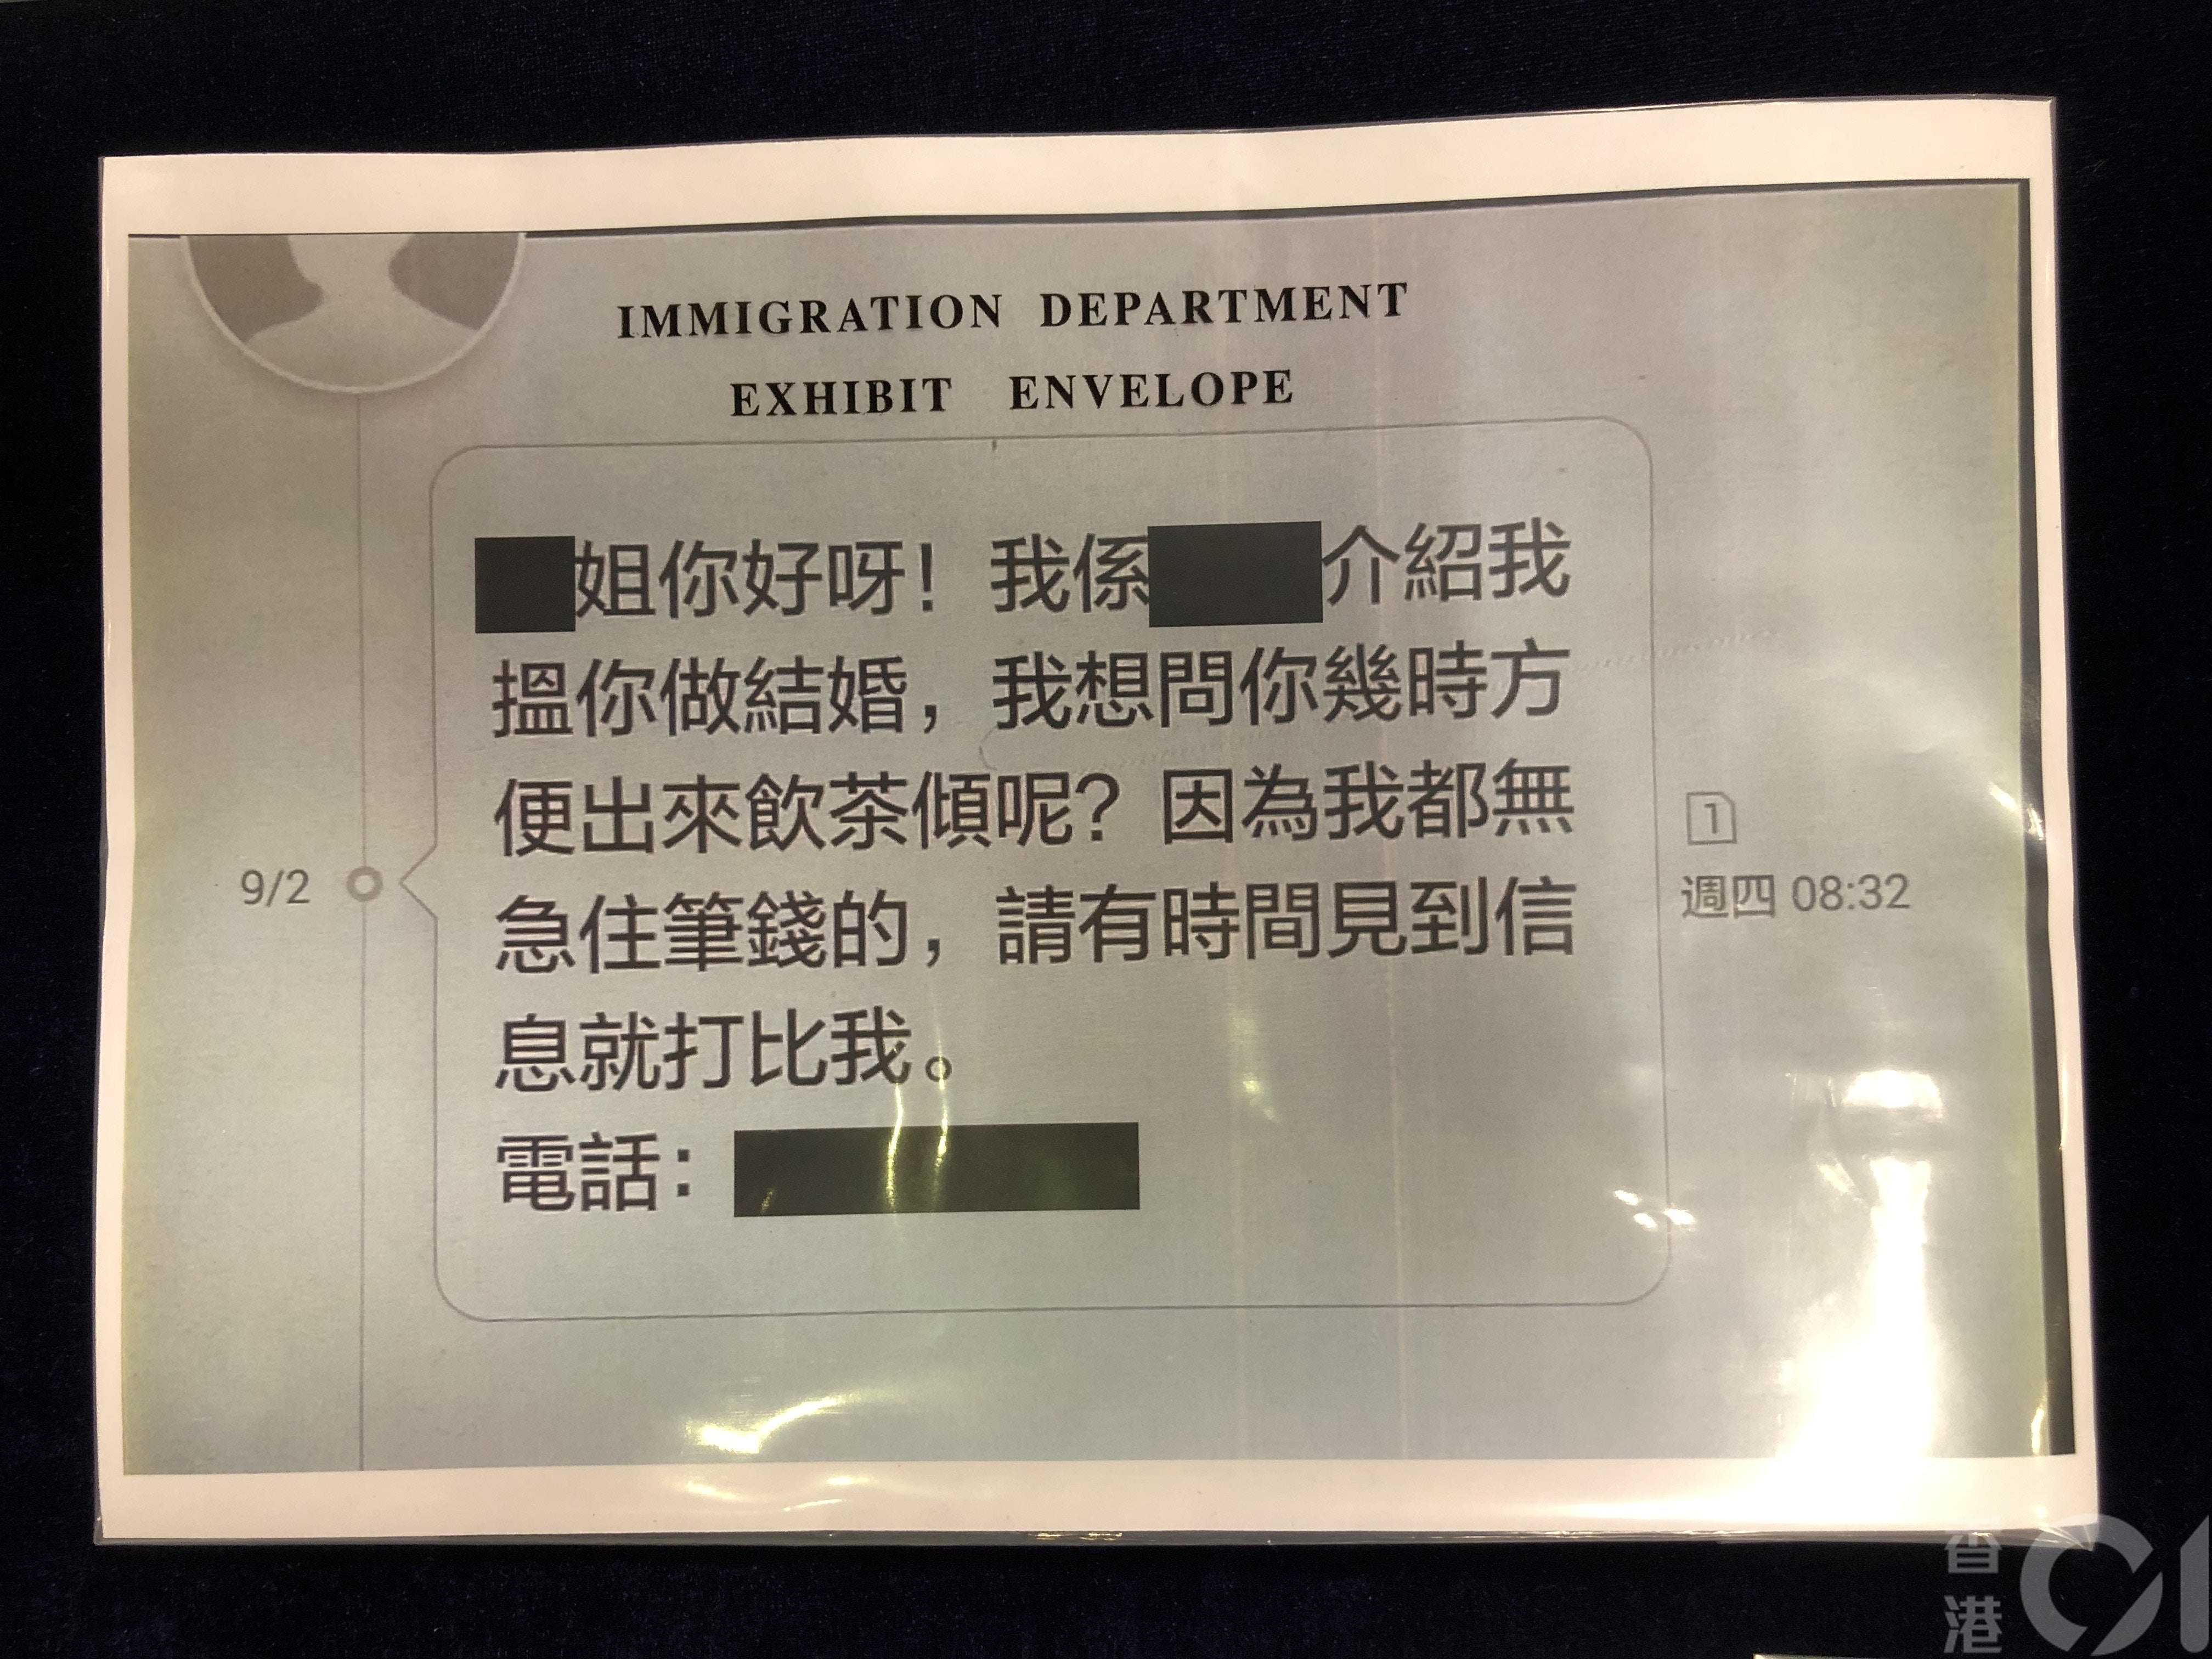 IMMIGRATION DEPARTMENT
EXHIBIT ENVELOPE
姐你好呀！我係 介紹我
搵你做結婚，我想問你幾時方
便出來飲茶傾呢？因為我都無
急住筆錢的，請有時間見到信
息就打比我。
電話：
9/2
1
週四 08:32
香港01